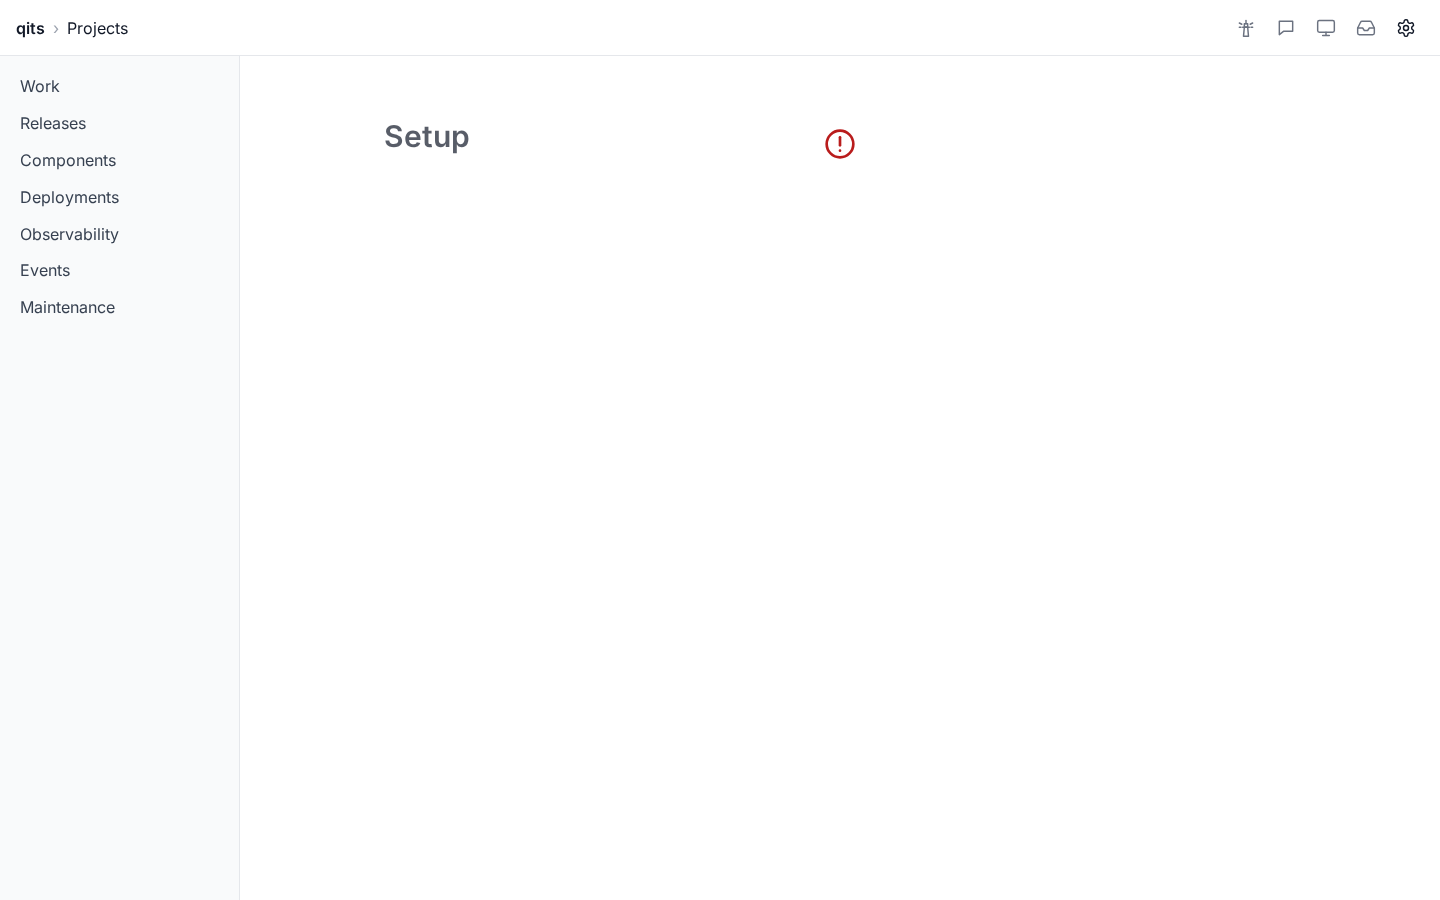 qits › Projects
Work
Releases
Components
Deployments
Observability
Events
Maintenance
Setup